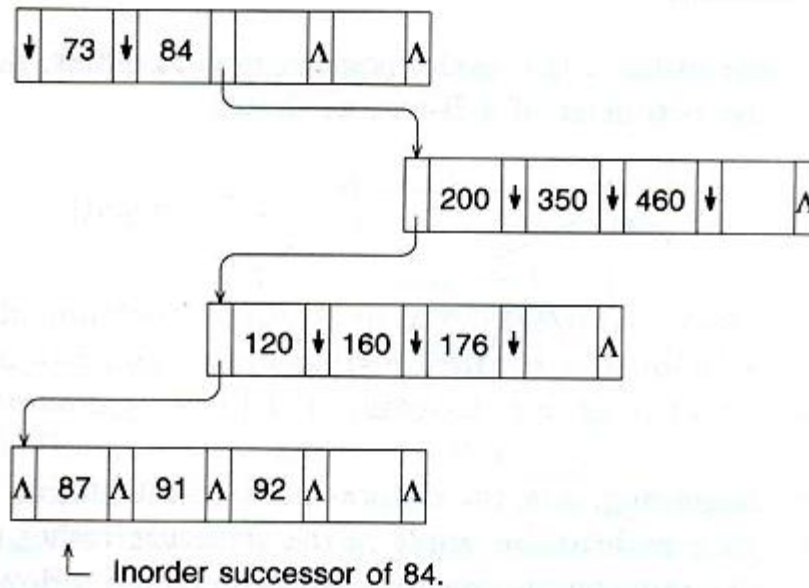 73 84 Λ Λ
200 350 460 Λ
120 160 176 Λ
Λ 87 Λ 91 Λ 92 Λ Λ
Inorder successor of 84.